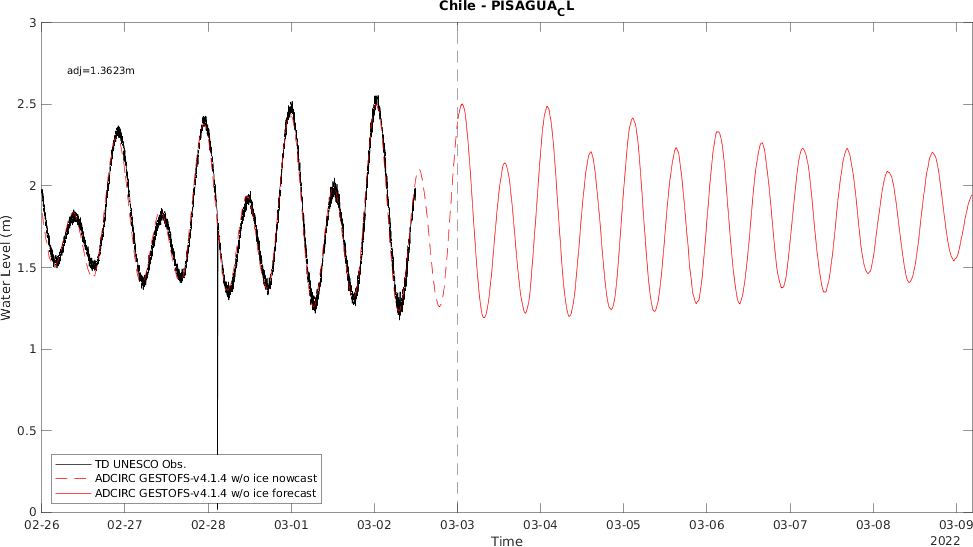 Chile - PISAGUA_CL
3
adj=1.3623m
2.5
2
1.5
1
0.5
0
Water Level (m)
TD UNESCO Obs.
ADCIRC GESTOFS-v4.1.4 w/o ice nowcast
ADCIRC GESTOFS-v4.1.4 w/o ice forecast
02-26 02-27 02-28 03-01 03-02 03-03 03-04 03-05 03-06 03-07 03-08 03-09
Time 2022